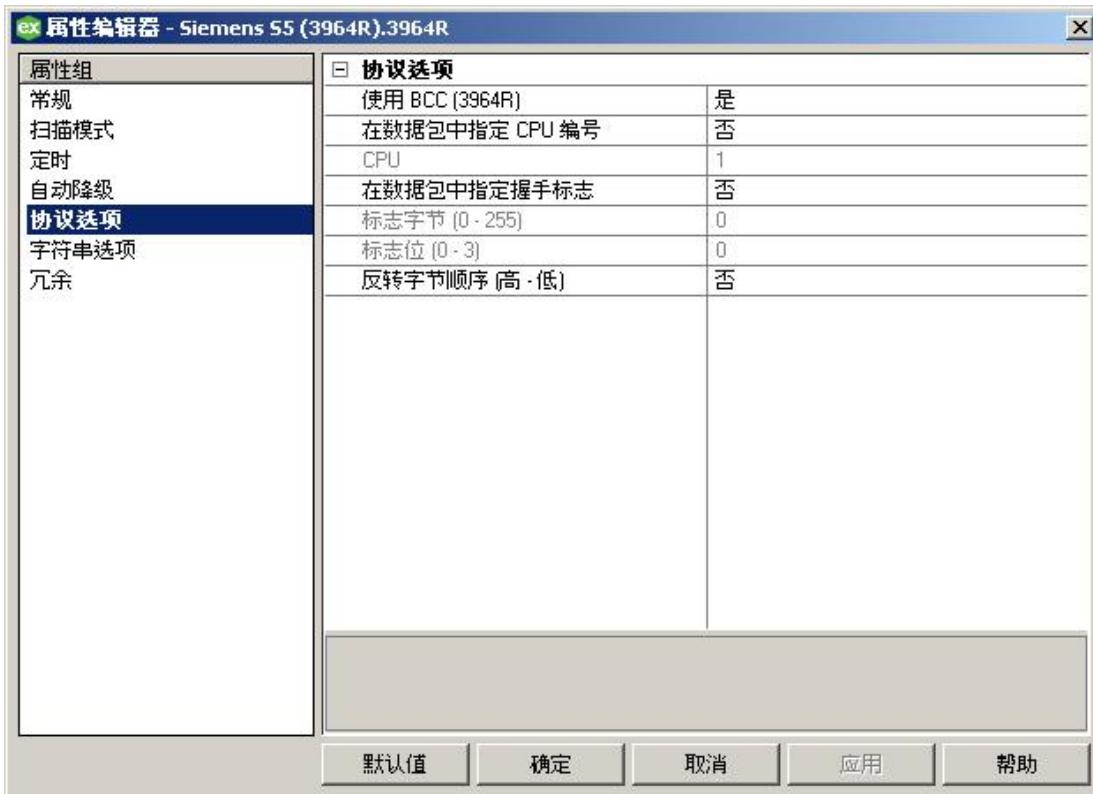 ex 属性编辑器 - Siemens S5 (3964R).3964R
属性组
常规
扫描模式
定时
自动降级
协议选项
字符串选项
冗余
协议选项
使用 BCC (3964R) 是
在数据包中指定 CPU 编号 否
CPU 1
在数据包中指定握手标志 否
标志字节 (0 - 255) 0
标志位 (0 - 3) 0
反转字节顺序 (高 - 低) 否
默认值 确定 取消 应用 帮助